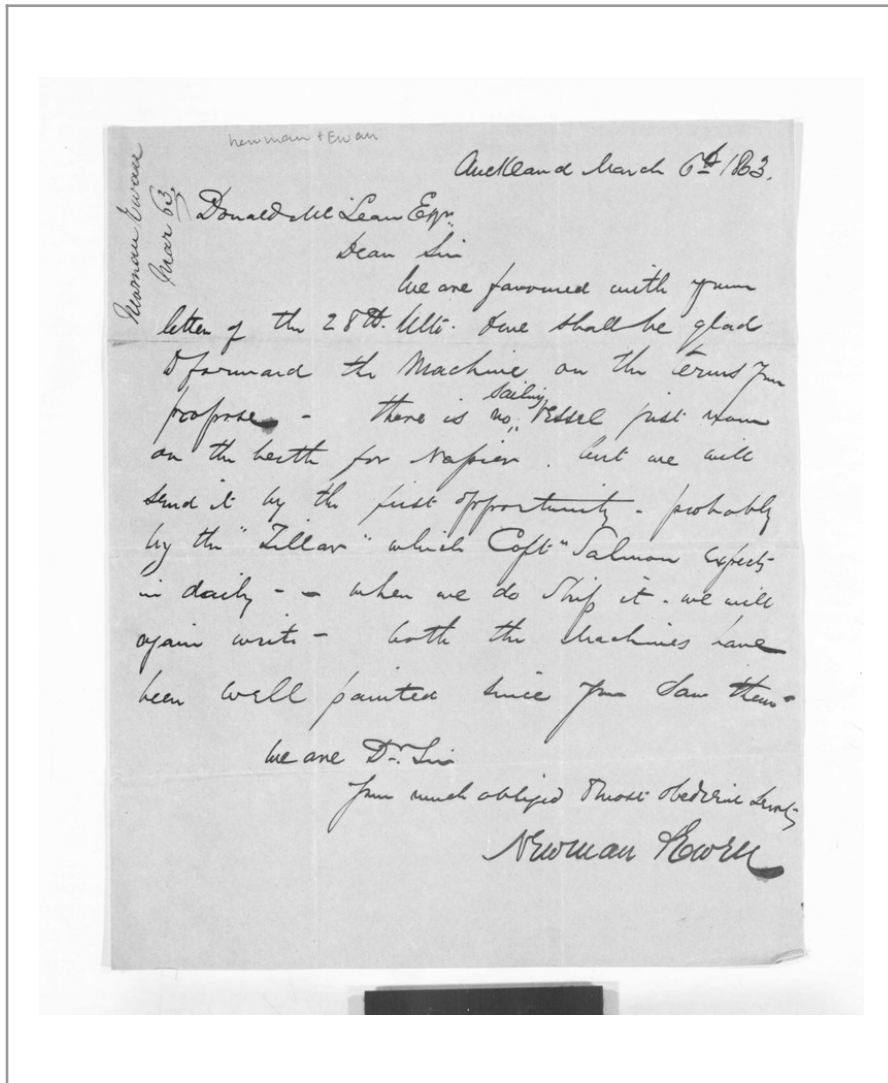 newman + Ewan
Newman Ewan
Mar 63.
Auckland March 6th 1863.
Donald McLean Esqr.
Dear Sir
We are favoured with your
letter of the 28th. Ulto. & we shall be glad
to forward the Machine on the terms you
propose - there is no sailing Vessel just now
on the berth for Napier. but we will
send it by the first opportunity - probably
by the "Zillah" which Capt" Salmon expects
in daily - - when we do ship it - we will
again write - both the Machines have
been well painted since you saw them -
We are Dr. Sir
your much obliged & most obedient Servts
Newman & Ewen